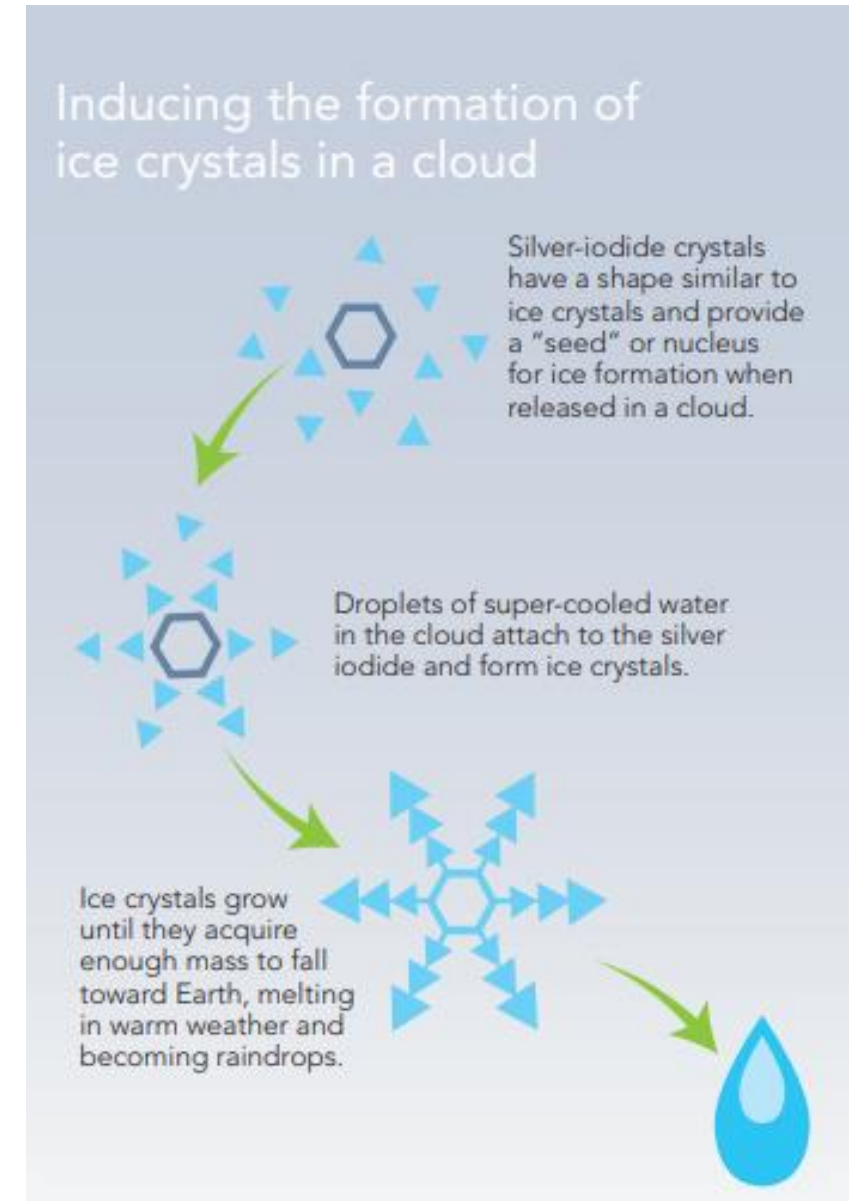 Inducing the formation of
ice crystals in a cloud
Silver-iodide crystals
have a shape similar to
ice crystals and provide
a "seed" or nucleus
for ice formation when
released in a cloud.
Droplets of super-cooled water
in the cloud attach to the silver
iodide and form ice crystals.
Ice crystals grow
until they acquire
enough mass to fall
toward Earth, melting
in warm weather and
becoming raindrops.